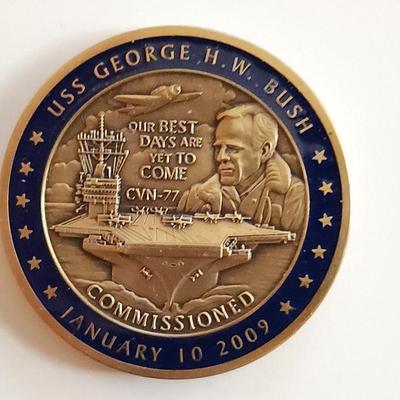 USS GEORGE H.W. BUSH
OUR BEST
DAYS ARE
YET TO
COME
CVN-77
COMMISSIONED
JANUARY 10 2009